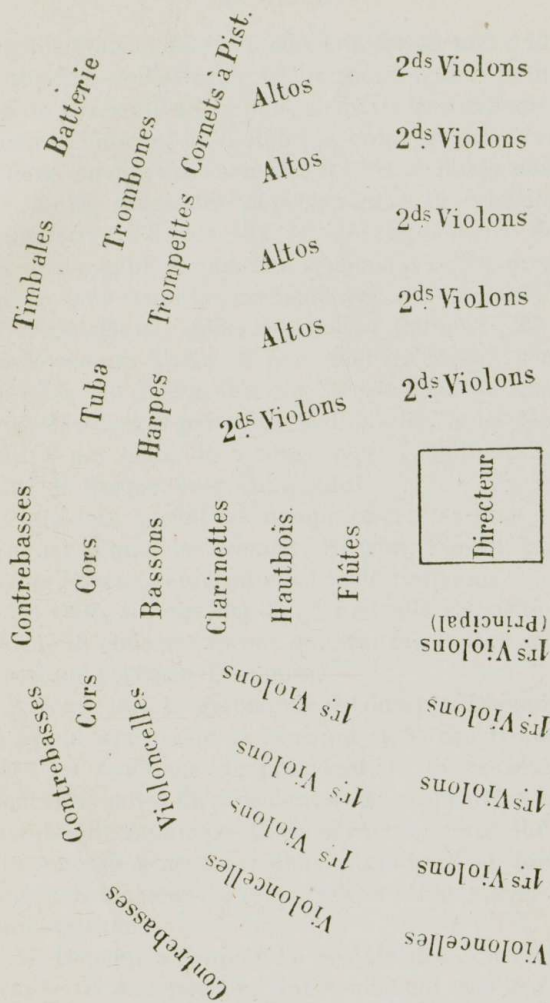 Batterie
Trombones
Cornets à Pist.
Altos
2ds Violons
Altos
2ds Violons
Timbales
Trompettes
Altos
2ds Violons
Altos
2ds Violons
Tuba
Harpes
2ds Violons
2ds Violons
Contrebasses
Cors
Bassons
Clarinettes
Hautbois.
Flûtes
Directeur
1rs Violons
(Principal)
Contrebasses
Cors
Violoncelles
1rs Violons
1rs Violons
1rs Violons
1rs Violons
1rs Violons
1rs Violons
Contrebasses
Violoncelles
Violoncelles